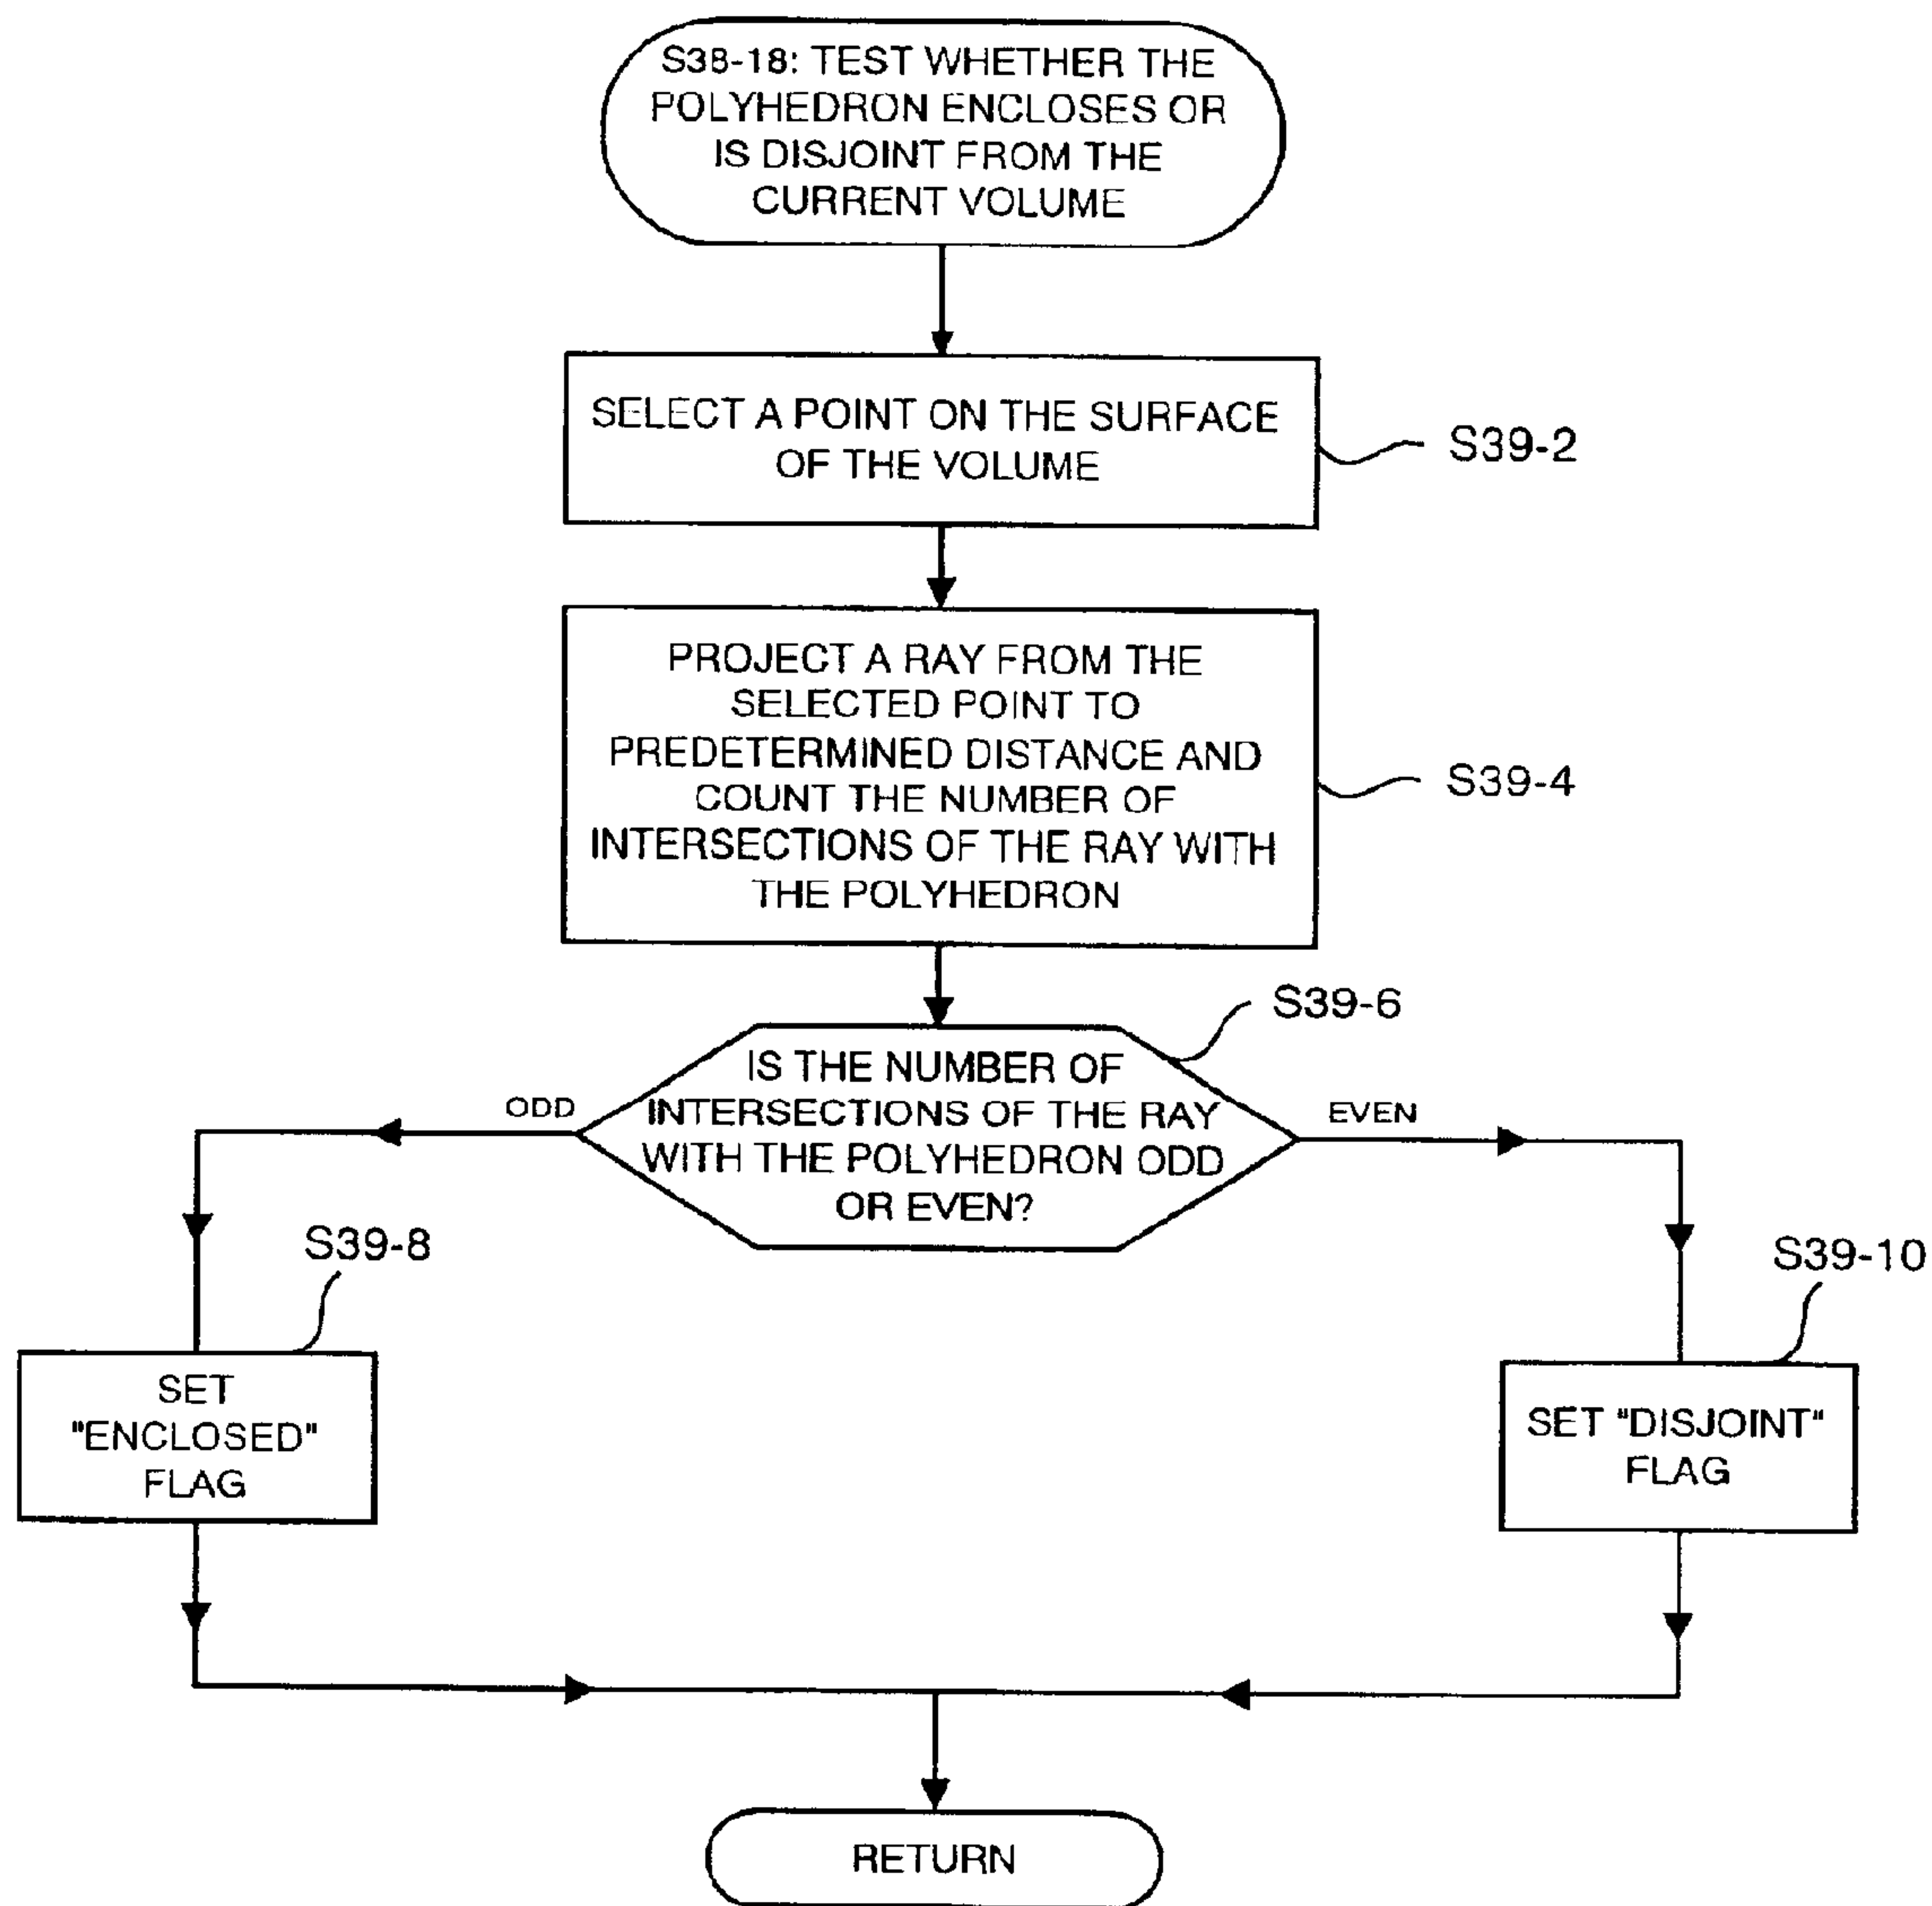 S38-18: TEST WHETHER THE
POLYHEDRON ENCLOSES OR
IS DISJOINT FROM THE
CURRENT VOLUME
SELECT A POINT ON THE SURFACE
OF THE VOLUME
S39-2
PROJECT A RAY FROM THE
SELECTED POINT TO
PREDETERMINED DISTANCE AND
COUNT THE NUMBER OF
INTERSECTIONS OF THE RAY WITH
THE POLYHEDRON
S39-4
S39-6
IS THE NUMBER OF
INTERSECTIONS OF THE RAY
WITH THE POLYHEDRON ODD
OR EVEN?
ODD
EVEN
S39-8
SET
"ENCLOSED"
FLAG
S39-10
SET "DISJOINT"
FLAG
RETURN